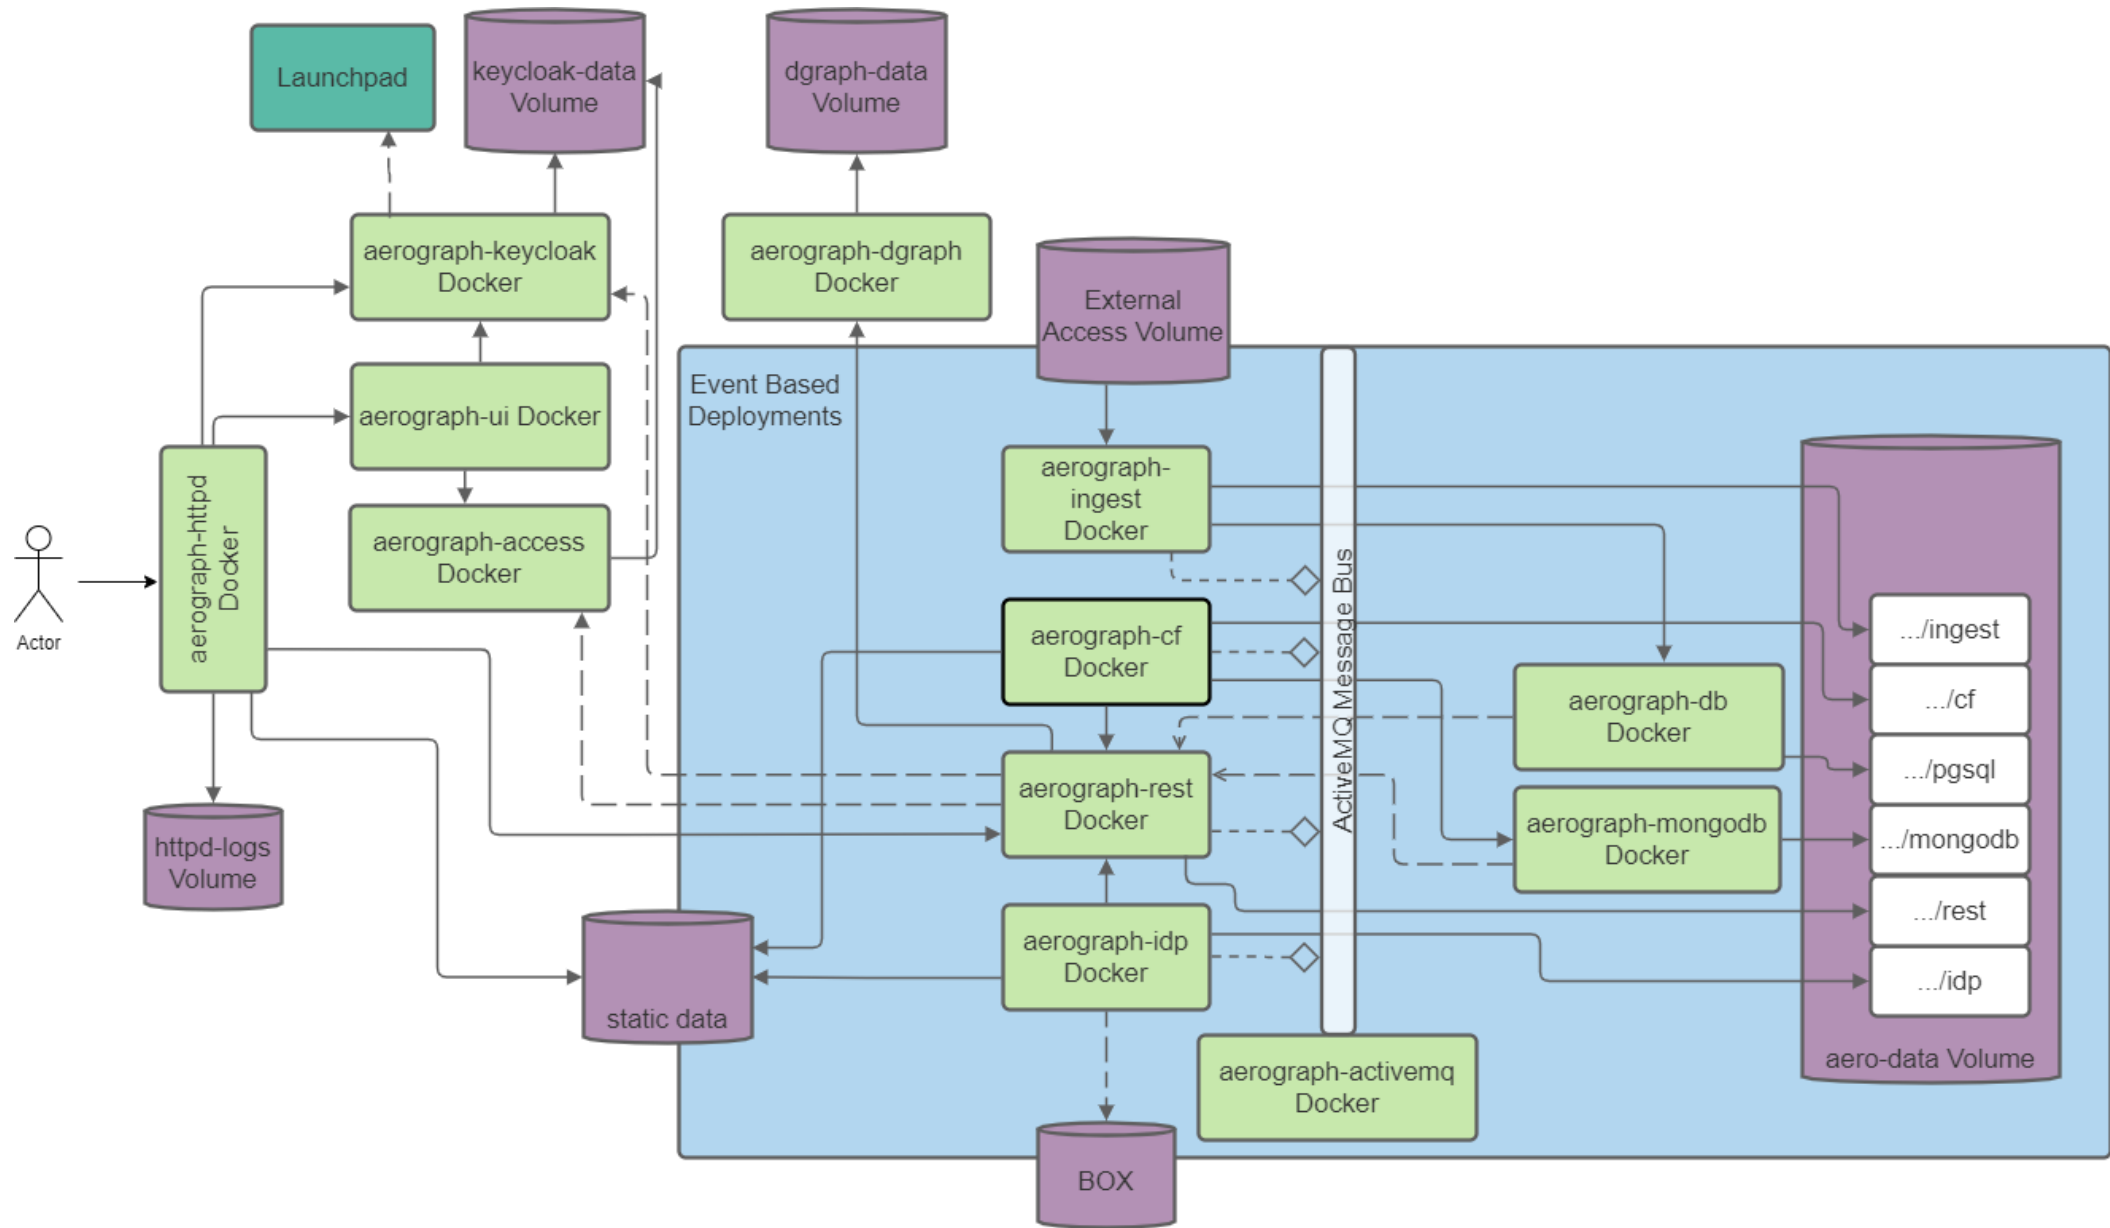 Launchpad
keycloak-data
Volume
dgraph-data
Volume
aerograph-keycloak
Docker
aerograph-dgraph
Docker
External
Access Volume
Event Based
Deployments
aerograph-ui Docker
aerograph-httpd
Docker
aerograph-access
Docker
Actor
aerograph-
ingest
Docker
ActiveMQ Message Bus
aerograph-cf
Docker
aerograph-rest
Docker
aerograph-db
Docker
aerograph-mongodb
Docker
.../ingest
.../cf
.../pgsql
.../mongodb
.../rest
.../idp
aero-data Volume
httpd-logs
Volume
static data
aerograph-idp
Docker
aerograph-activemq
Docker
BOX